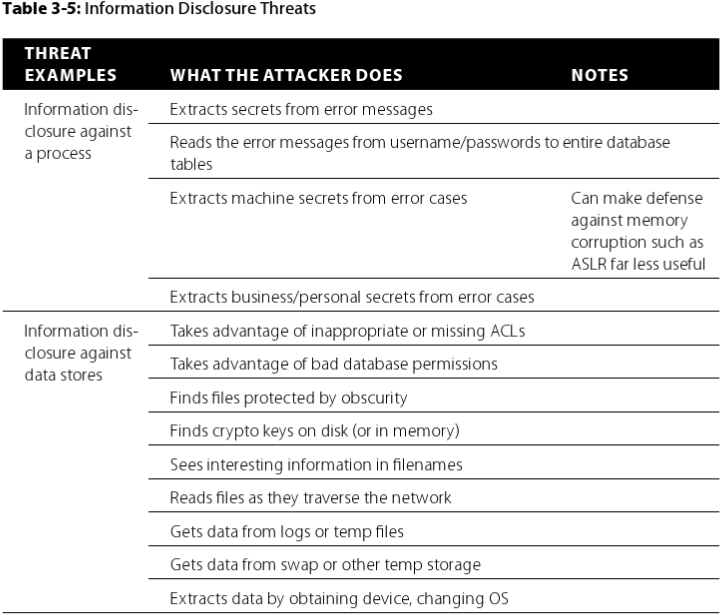 Table 3-5: Information Disclosure Threats
THREAT
EXAMPLES WHAT THE ATTACKER DOES NOTES
Information dis-
closure against
a process
Extracts secrets from error messages
Reads the error messages from username/passwords to entire database
tables
Extracts machine secrets from error cases
Can make defense
against memory
corruption such as
ASLR far less useful
Extracts business/personal secrets from error cases
Information dis-
closure against
data stores
Takes advantage of inappropriate or missing ACLs
Takes advantage of bad database permissions
Finds files protected by obscurity
Finds crypto keys on disk (or in memory)
Sees interesting information in filenames
Reads files as they traverse the network
Gets data from logs or temp files
Gets data from swap or other temp storage
Extracts data by obtaining device, changing OS